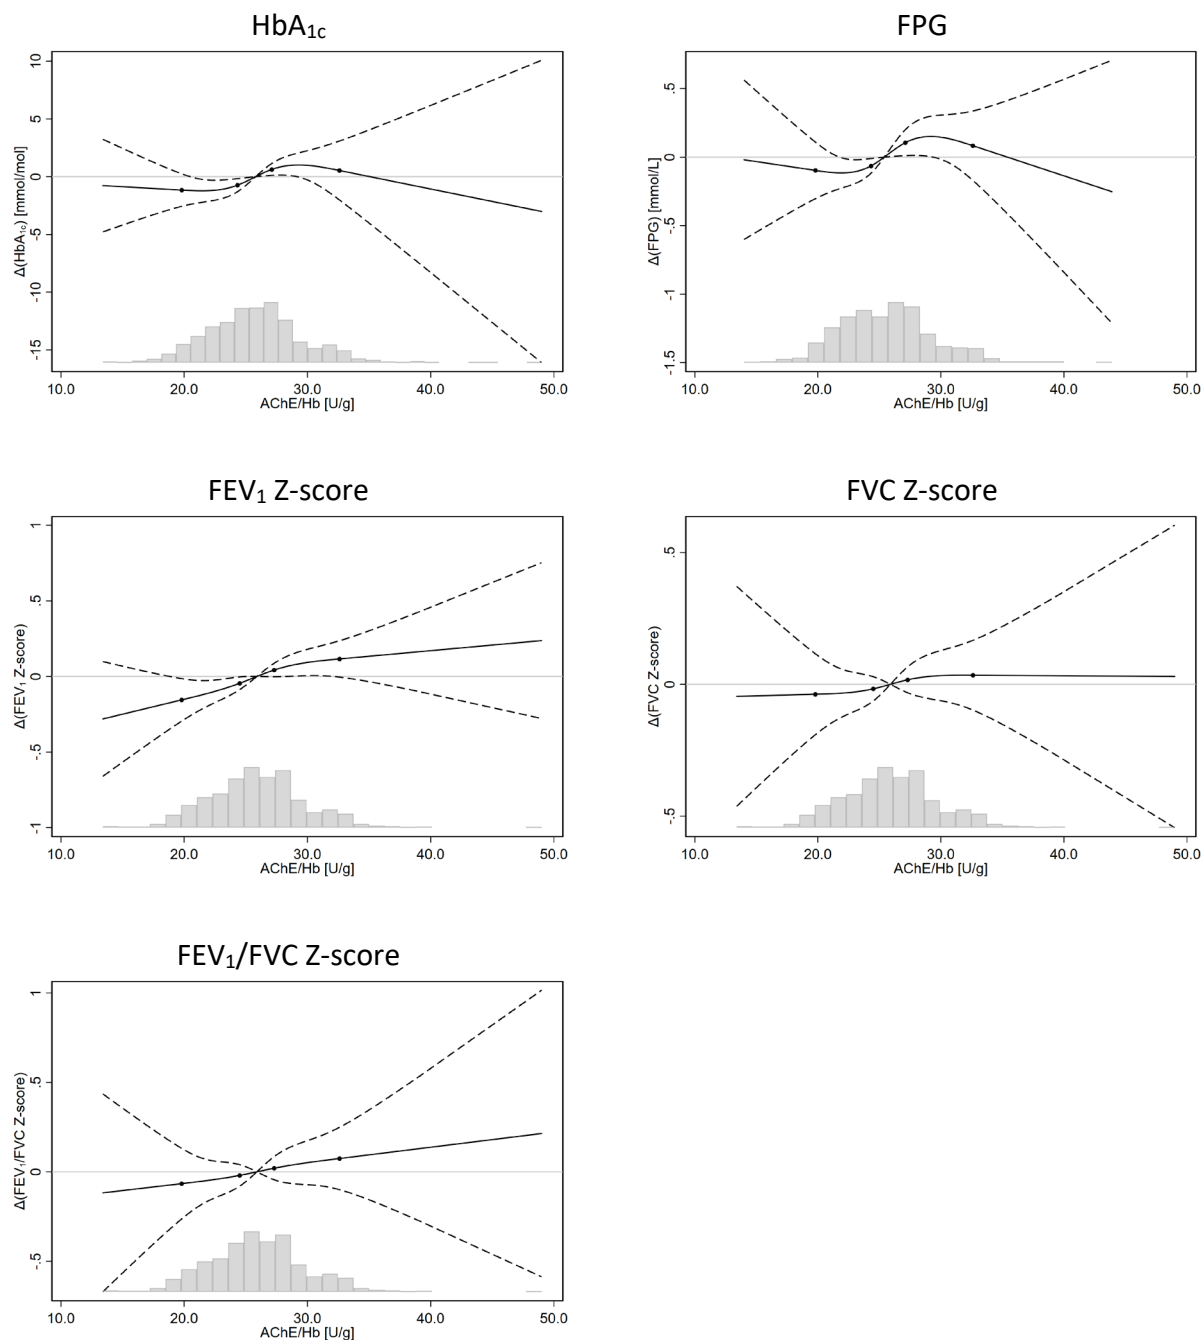 HbA1c
Δ(HbA1c) [mmol/mol]
10
5
0
-5
-10
-15
10.0 20.0 30.0 40.0 50.0
AChE/Hb [U/g]
FPG
Δ(FPG) [mmol/L]
.5
0
-.5
-1
-1.5
10.0 20.0 30.0 40.0 50.0
AChE/Hb [U/g]
FEV1 Z-score
Δ(FEV1 Z-score)
1
.5
0
-.5
-1
10.0 20.0 30.0 40.0 50.0
AChE/Hb [U/g]
FVC Z-score
Δ(FVC Z-score)
.5
0
-.5
10.0 20.0 30.0 40.0 50.0
AChE/Hb [U/g]
FEV1/FVC Z-score
Δ(FEV1/FVC Z-score)
1
.5
0
-.5
10.0 20.0 30.0 40.0 50.0
AChE/Hb [U/g]